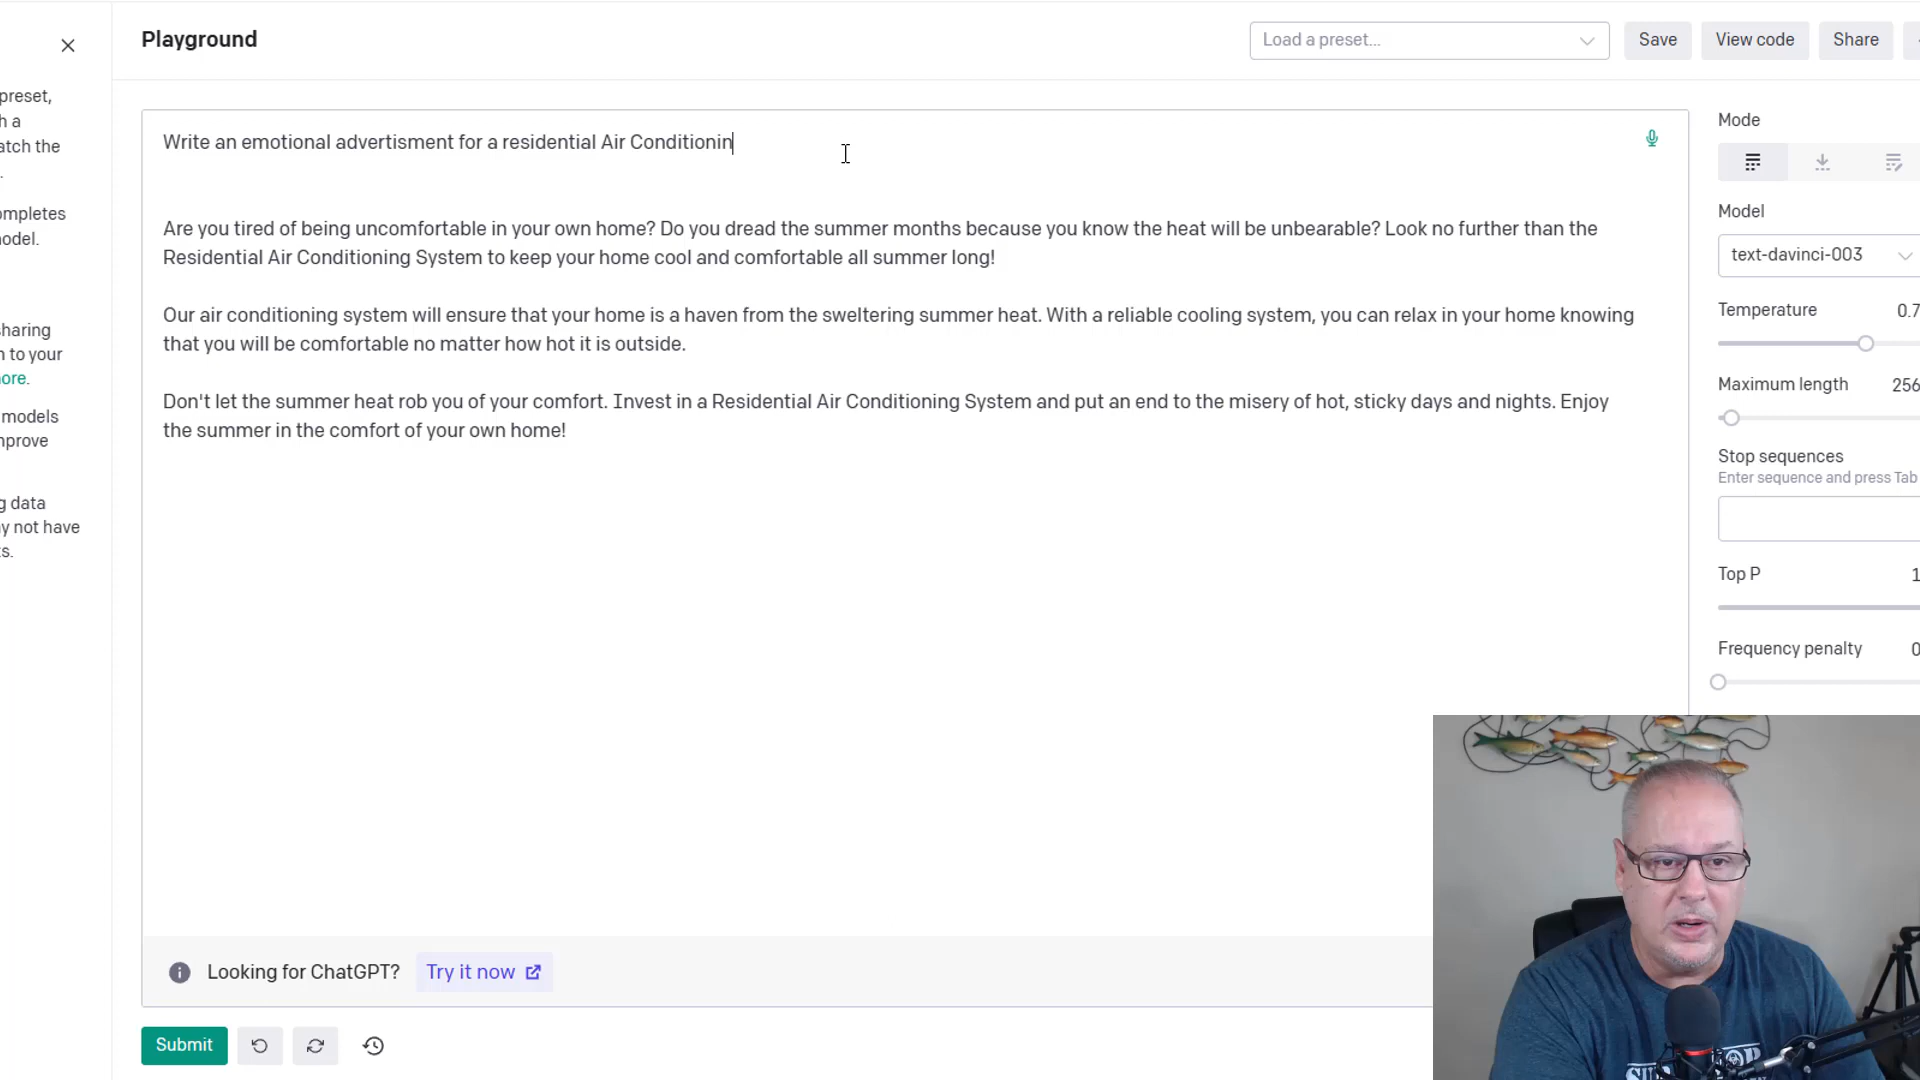 Playground
Load a preset...
Save
View code
Share
preset,
h a
atch the
.
ompletes
odel.
sharing
n to your
ore.
models
nprove
g data
y not have
s.
Write an emotional advertisment for a residential Air Conditionin
Are you tired of being uncomfortable in your own home? Do you dread the summer months because you know the heat will be unbearable? Look no further than the
Residential Air Conditioning System to keep your home cool and comfortable all summer long!
Our air conditioning system will ensure that your home is a haven from the sweltering summer heat. With a reliable cooling system, you can relax in your home knowing
that you will be comfortable no matter how hot it is outside.
Don't let the summer heat rob you of your comfort. Invest in a Residential Air Conditioning System and put an end to the misery of hot, sticky days and nights. Enjoy
the summer in the comfort of your own home!
Looking for ChatGPT? Try it now
Submit
Mode
Model
text-davinci-003
Temperature 0.7
Maximum length 256
Stop sequences
Enter sequence and press Tab
Top P 1
Frequency penalty 0